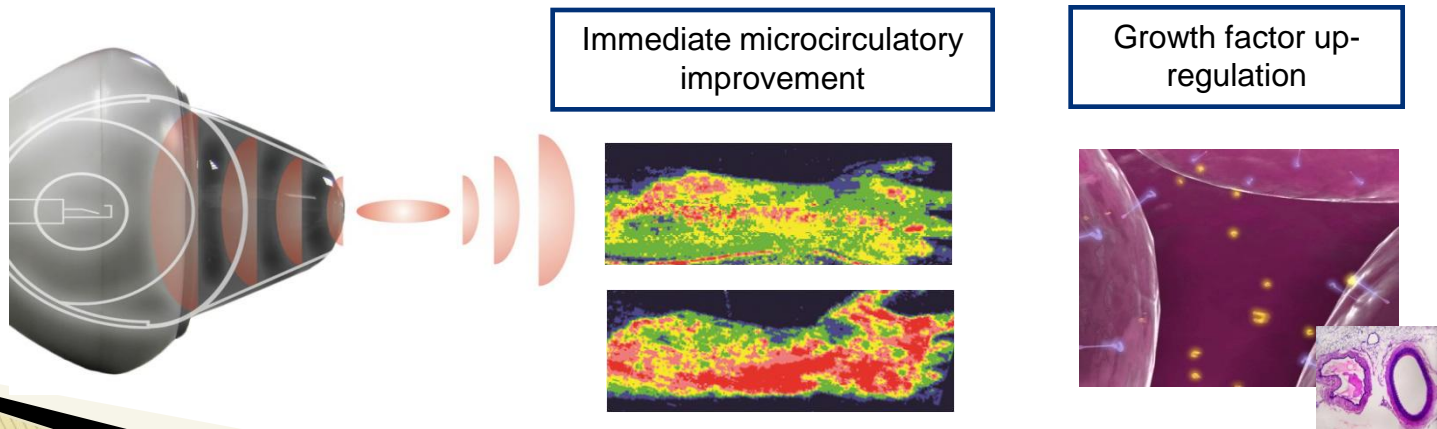 Immediate microcirculatory
improvement
Growth factor up-
regulation